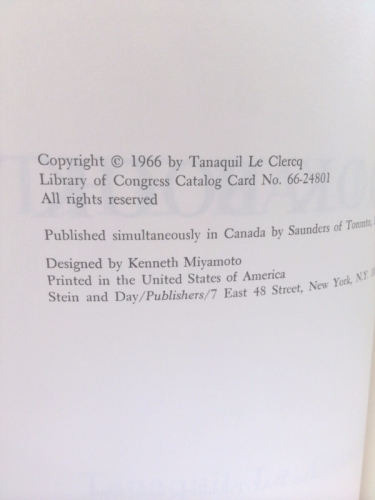 Copyright © 1966 by Tanaquil Le Clercq
Library of Congress Catalog Card No. 66-24801
All rights reserved
Published simultaneously in Canada by Saunders of Toronto,
Designed by Kenneth Miyamoto
Printed in the United States of America
Stein and Day/Publishers/7 East 48 Street, New York, N.Y.